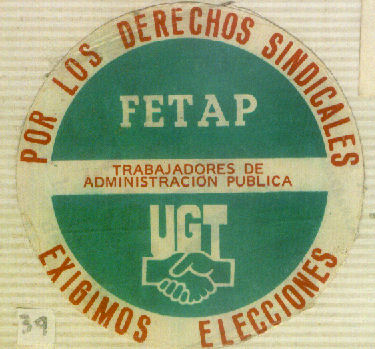 POR LOS DERECHOS SINDICALES
FETAP
TRABAJADORES DE
ADMINISTRACION PUBLICA
UGT
EXIGIMOS ELECCIONES
39